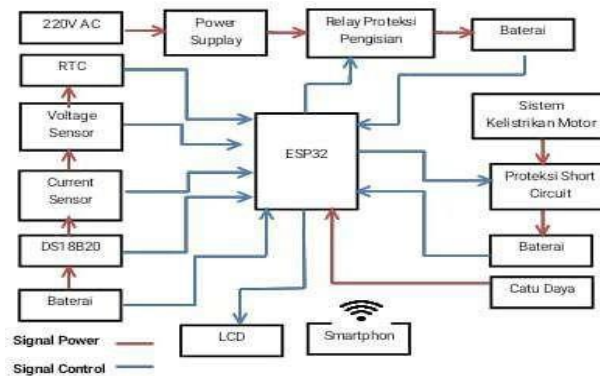 220V AC
Power
Supplay
Relay Proteksi
Pengisian
Baterai
RTC
Voltage
Sensor
Current
Sensor
DS18B20
Baterai
ESP32
Sistem
Kelistrikan Motor
Proteksi Short
Circuit
Baterai
Catu Daya
LCD
Smartphon
Signal Power
Signal Control